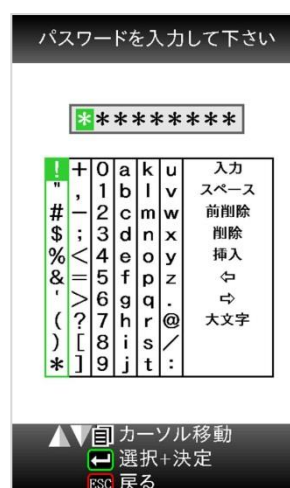 パスワードを入力して下さい
*********
! + 0 a k u 入力
" , 1 b l v スペース
# - 2 c m w 前削除
$ ; 3 d n x 削除
% < 4 e o y 挿入
& = 5 f p z ⇦
' > 6 g q . ⇨
( ? 7 h r @ 大文字
) [ 8 i s /
* ] 9 j t :
カーソル移動
選択+決定
ESC 戻る